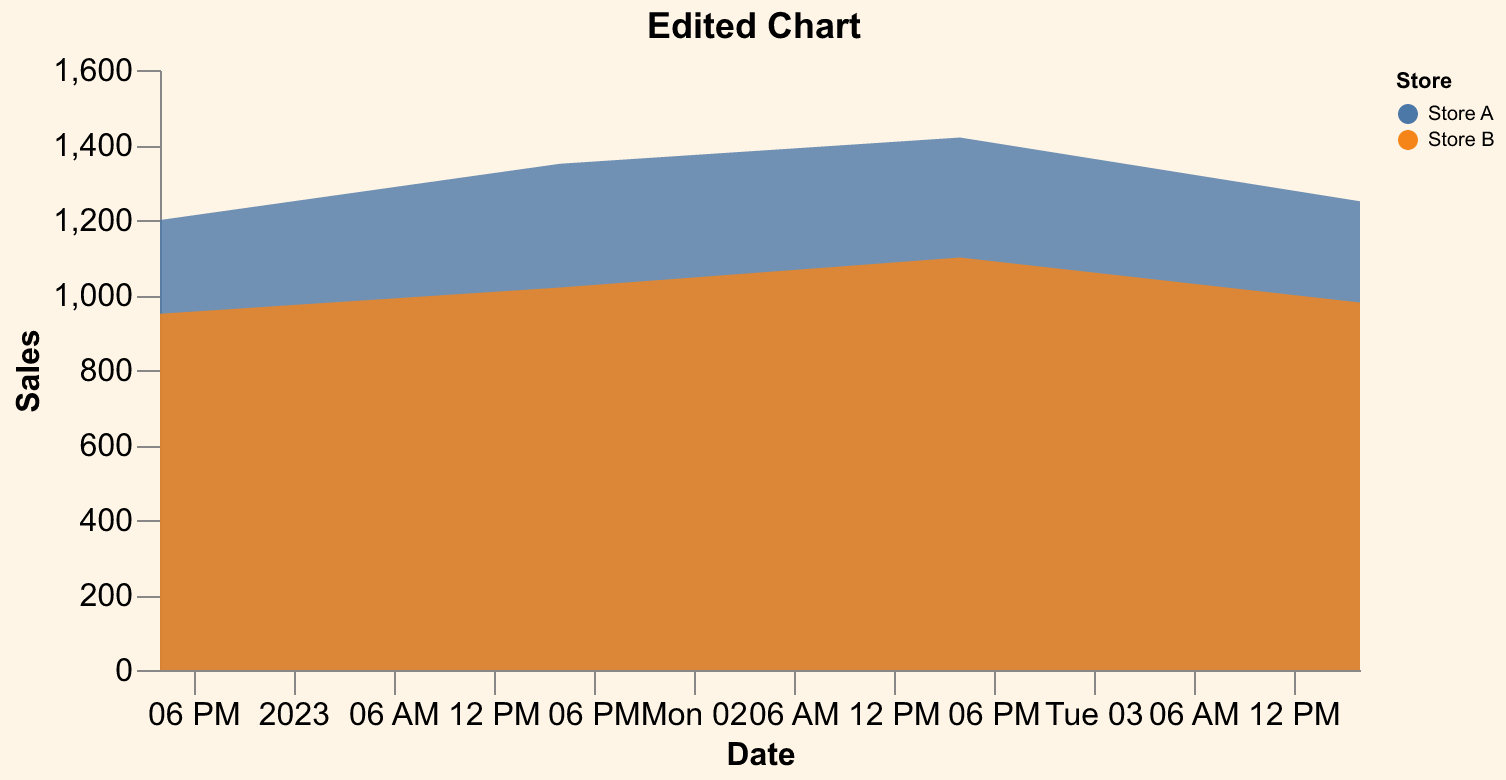 Edited Chart
1,600
1,400
1,200
1,000
800
600
400
200
0
Sales
06 PM 2023 06 AM 12 PM 06 PM Mon 02 06 AM 12 PM 06 PM Tue 03 06 AM 12 PM
Date
Store
Store A
Store B